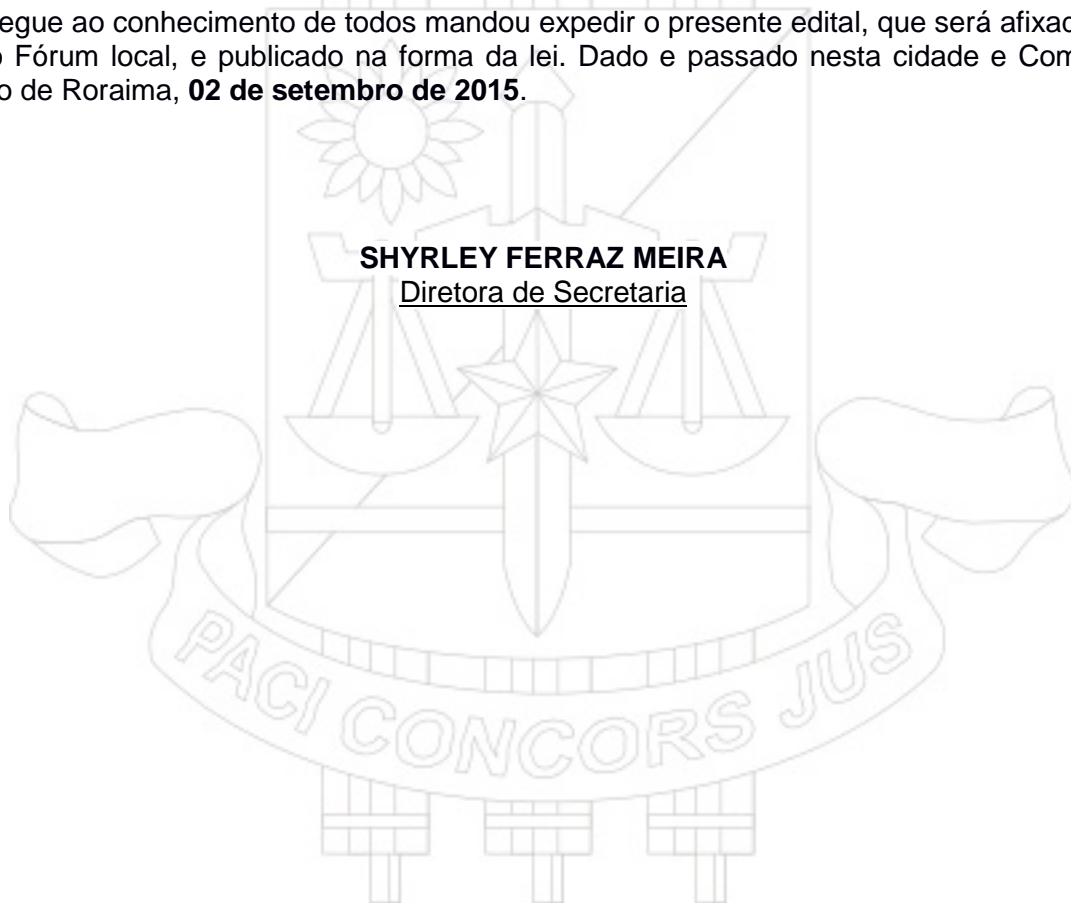 egue ao conhecimento de todos mandou expedir o presente edital, que será afixad
o Fórum local, e publicado na forma da lei. Dado e passado nesta cidade e Com
o de Roraima, 02 de setembro de 2015.
SHYRLEY FERRAZ MEIRA
Diretora de Secretaria
PACI CONCORS JUS